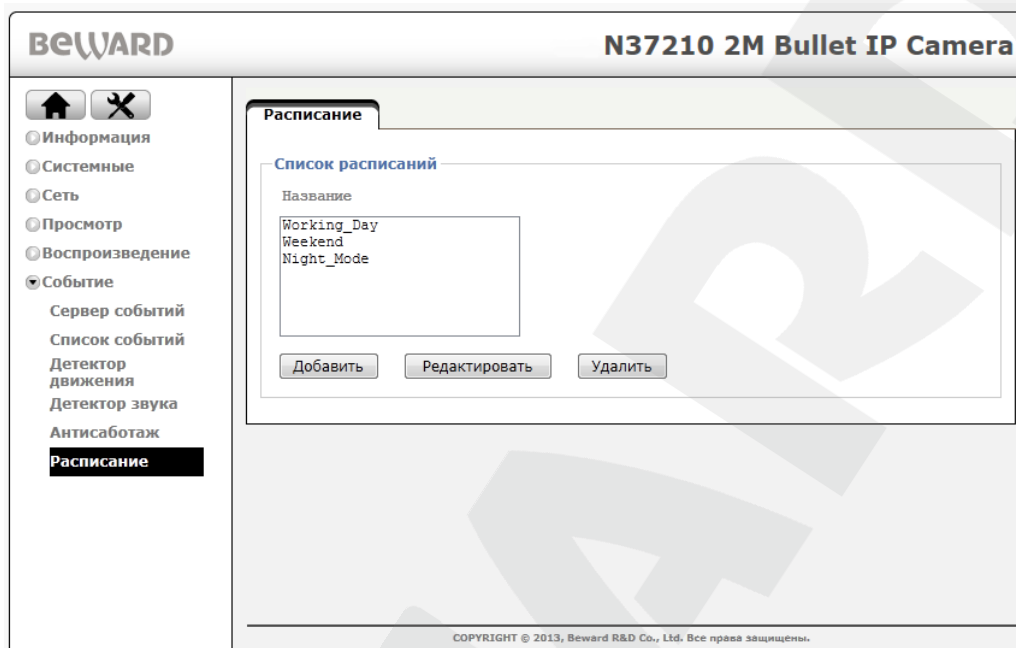 BEWARD
N37210 2M Bullet IP Camera
Информация
Системные
Сеть
Просмотр
Воспроизведение
Событие
Сервер событий
Список событий
Детектор
движения
Детектор звука
Антисаботаж
Расписание
Расписание
Список расписаний
Название
Working_Day
Weekend
Night_Mode
Добавить Редактировать Удалить
COPYRIGHT © 2013, Beward R&D Co., Ltd. Все права защищены.